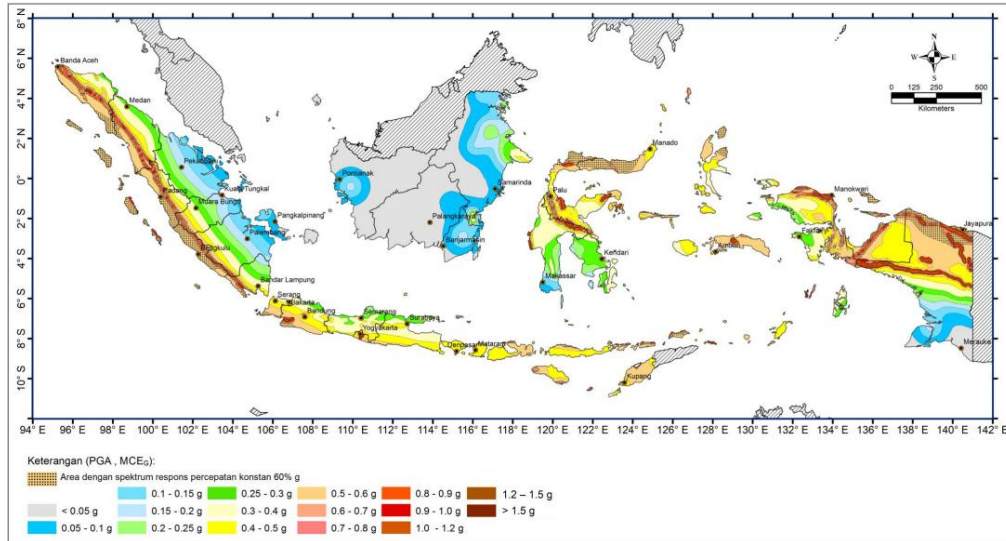 8° N
6° N
4° N
2° N
0°
2° S
4° S
6° S
8° S
10° S
N
W
E
S
0 125 250 500
Kilometers
Banda Aceh
Medan
Manado
Pekanbaru
Pontianak
Samarinda
Kuala Tungkal
Palu
Manokwari
Padang
Muara Bungo
Pangkalpinang
Palangkaraya
Jayapura
Palembang
Banjarmasin
Fakfak
Bengkulu
Kendari
Ambon
Makassar
Bandar Lampung
Serang
Jakarta
Bandung
Semarang
Surabaya
Yogyakarta
Denpasar
Mataram
Merauke
Kupang
94° E 96° E 98° E 100° E 102° E 104° E 106° E 108° E 110° E 112° E 114° E 116° E 118° E 120° E 122° E 124° E 126° E 128° E 130° E 132° E 134° E 136° E 138° E 140° E 142° E
Keterangan (PGA , MCEG):
Area dengan spektrum respons percepatan konstan 60% g
0.1 - 0.15 g 0.25 - 0.3 g 0.5 - 0.6 g 0.8 - 0.9 g 1.2 – 1.5 g
< 0.05 g 0.15 - 0.2 g 0.3 - 0.4 g 0.6 - 0.7 g 0.9 - 1.0 g > 1.5 g
0.05 - 0.1 g 0.2 - 0.25 g 0.4 - 0.5 g 0.7 - 0.8 g 1.0 - 1.2 g